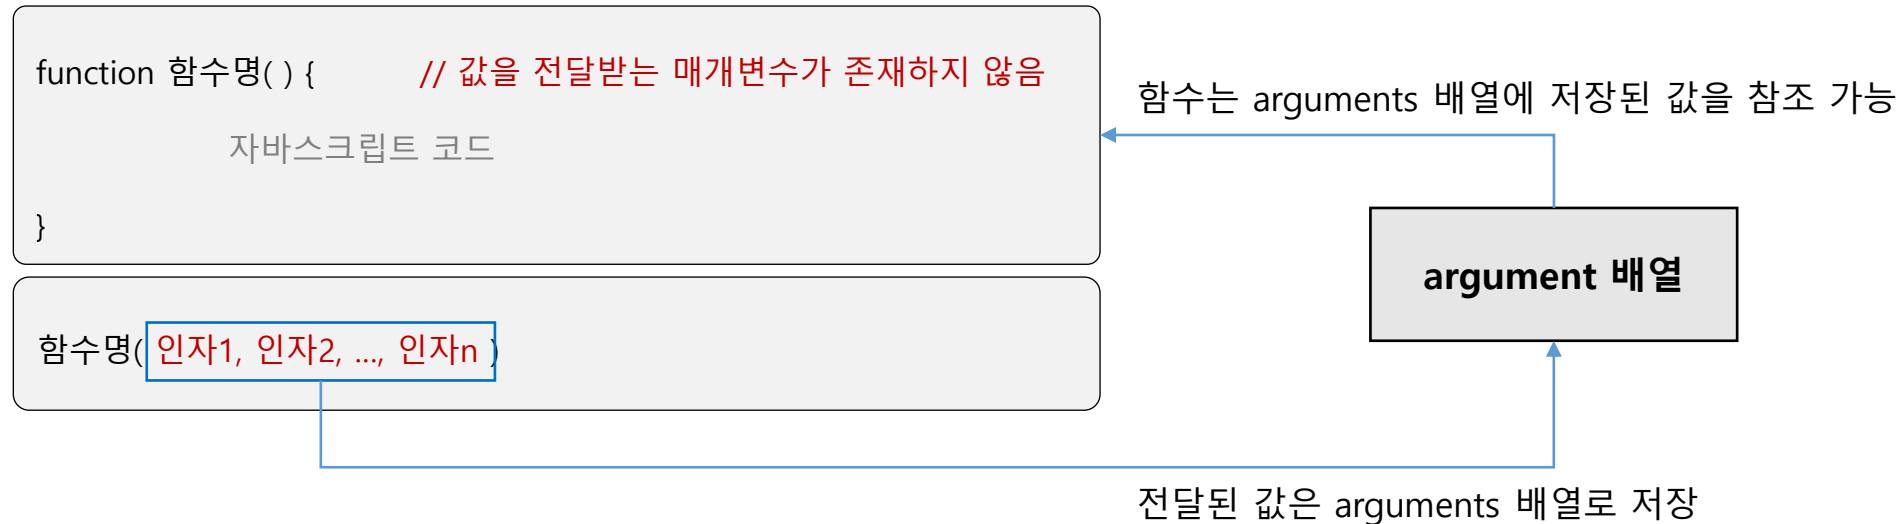 function 함수명( ) { // 값을 전달받는 매개변수가 존재하지 않음
함수는 arguments 배열에 저장된 값을 참조 가능
자바스크립트 코드
}
argument 배열
함수명( 인자1, 인자2, ..., 인자n )
전달된 값은 arguments 배열로 저장